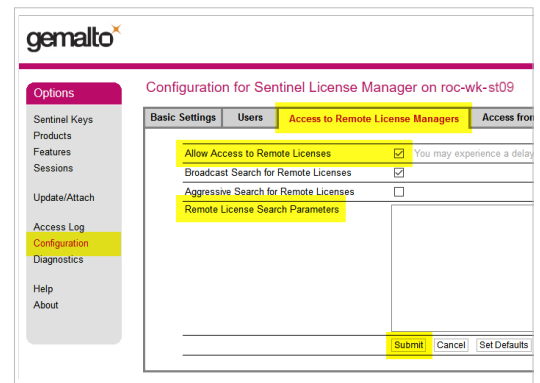 gemalto
Options
Sentinel Keys
Products
Features
Sessions
Update/Attach
Access Log
Configuration
Diagnostics
Help
About
Configuration for Sentinel License Manager on roc-wk-st09
Basic Settings Users Access to Remote License Managers Access from
Allow Access to Remote Licenses You may experience a delay
Broadcast Search for Remote Licenses
Aggressive Search for Remote Licenses
Remote License Search Parameters
Submit Cancel Set Defaults